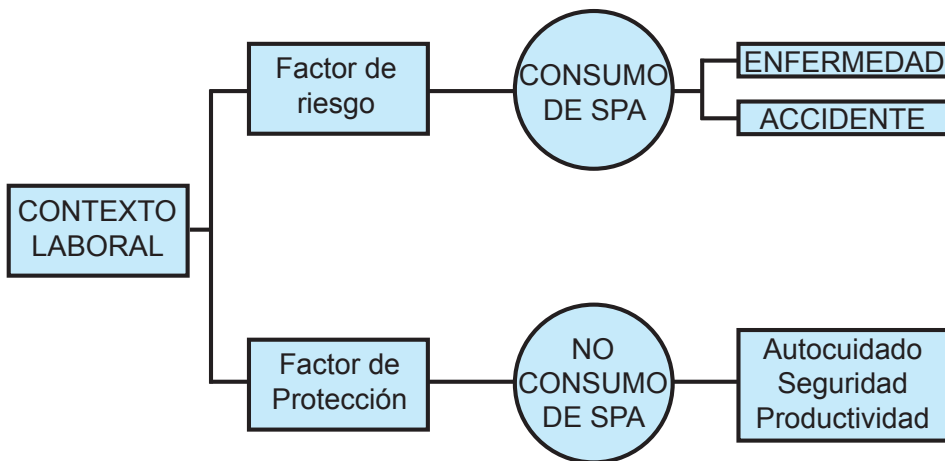 CONTEXTO
LABORAL
Factor de
riesgo
CONSUMO
DE SPA
ENFERMEDAD
ACCIDENTE
Factor de
Protección
NO
CONSUMO
DE SPA
Autocuidado
Seguridad
Productividad